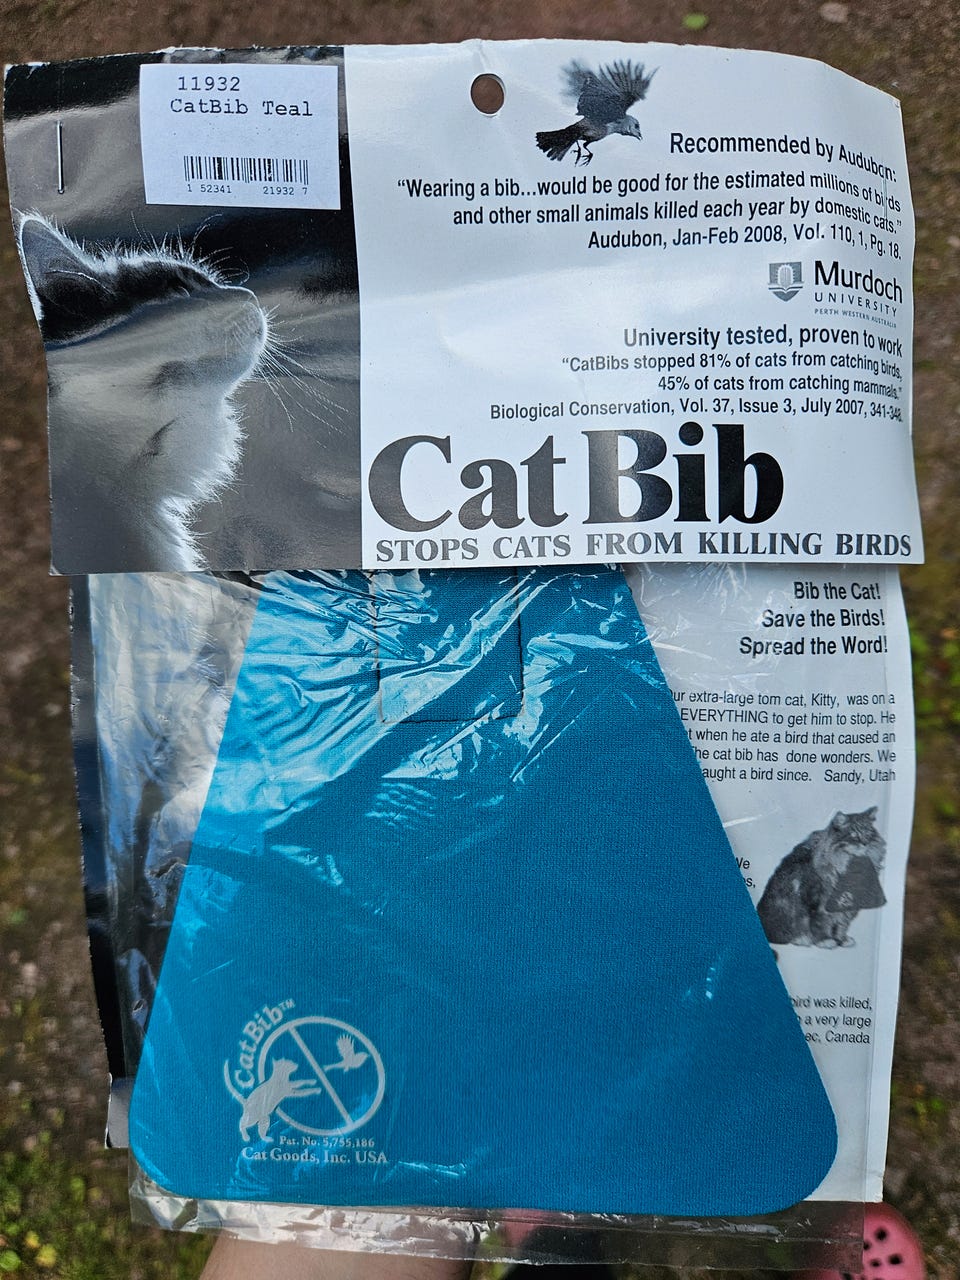 11932
CatBib Teal
1 52341 21932 7
Recommended by Audubon:
“Wearing a bib...would be good for the estimated millions of birds
and other small animals killed each year by domestic cats.”
Audubon, Jan-Feb 2008, Vol. 110, 1, Pg. 18.
Murdoch
UNIVERSITY
PERTH WESTERN AUSTRALIA
University tested, proven to work
“CatBibs stopped 81% of cats from catching birds,
45% of cats from catching mammals.”
Biological Conservation, Vol. 37, Issue 3, July 2007, 341-348
CatBib
STOPS CATS FROM KILLING BIRDS
Bib the Cat!
Save the Birds!
Spread the Word!
ur extra-large tom cat, Kitty, was on a
EVERYTHING to get him to stop. He
t when he ate a bird that caused an
he cat bib has done wonders. We
aught a bird since. Sandy, Utah
We
s,
bird was killed,
a very large
ec, Canada
CatBib™
Pat. No. 5,755,186
Cat Goods, Inc. USA